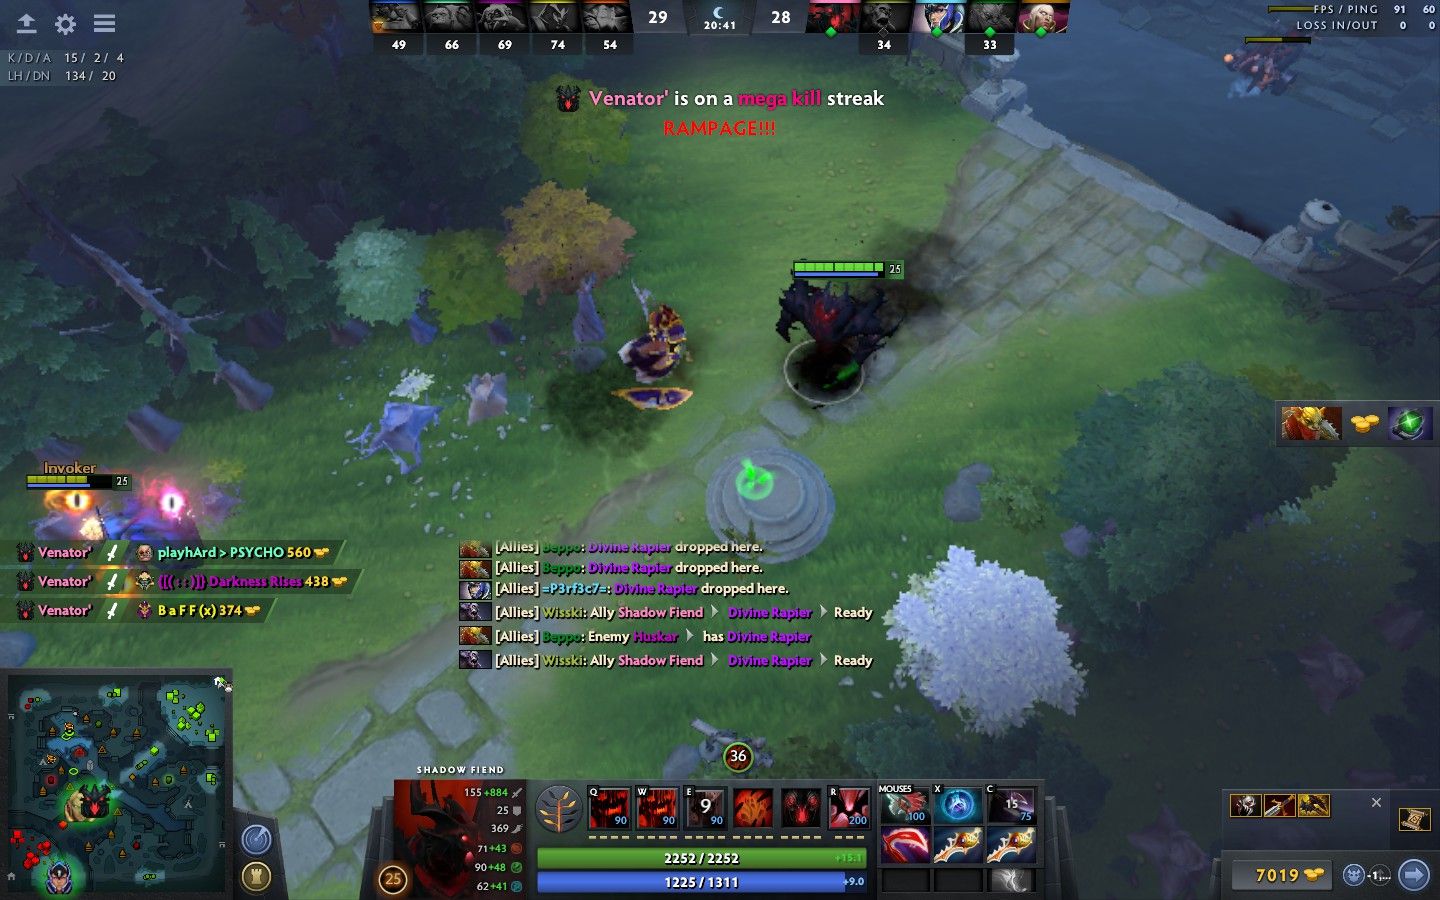 K/D/A 15/ 2/ 4
LH/DN 134/ 20
49 66 69 74 54
29
20:41
28
34 33
FPS / PING 91 60
LOSS IN/OUT 0 0
Venator' is on a mega kill streak
RAMPAGE!!!
25
Invoker
25
Venator' playhArd > PSYCHO 560
Venator' {[(::)]} Darkness Rises 438
Venator' B a F F (x) 374
[Allies] Beppo: Divine Rapier dropped here.
[Allies] Beppo: Divine Rapier dropped here.
[Allies] =P3rf3c7=: Divine Rapier dropped here.
[Allies] Wisski: Ally Shadow Fiend Divine Rapier Ready
[Allies] Beppo: Enemy Huskar has Divine Rapier
[Allies] Wisski: Ally Shadow Fiend Divine Rapier Ready
36
SHADOW FIEND
155 +884
25
369
71+43
90+48
62+41
25
Q 90
W 90
E 9 90
R 200
2252 / 2252 +15.1
1225 / 1311 +9.0
MOUSE5 100
X
C 15 75
7019
-1,...